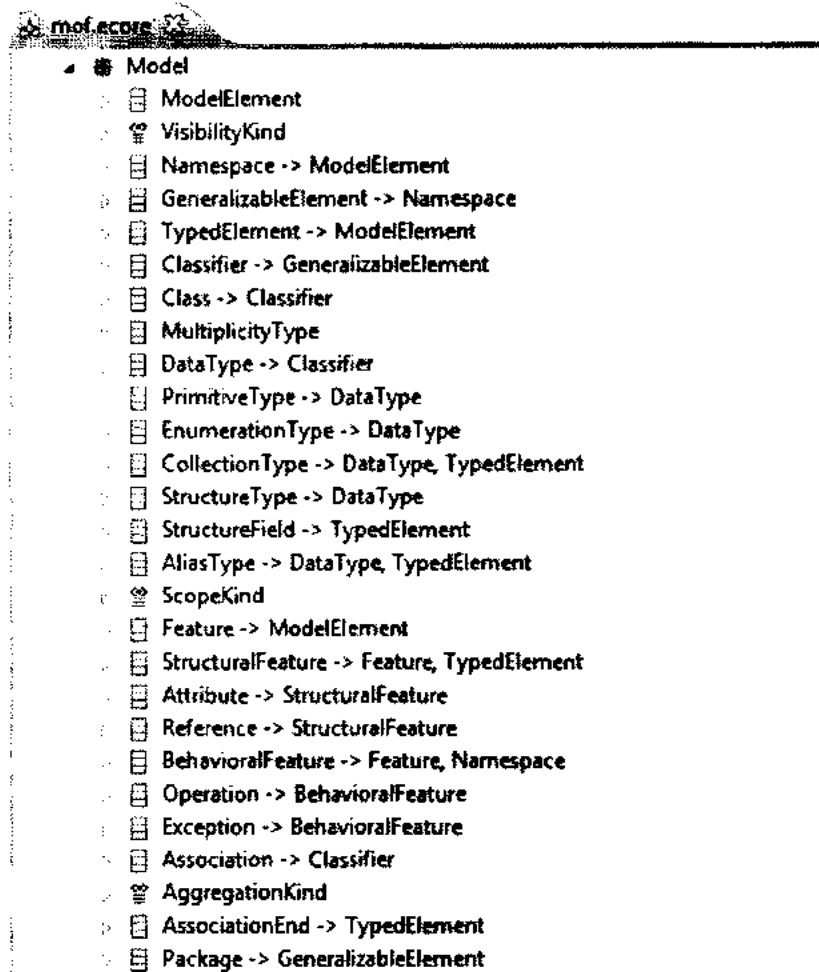 mof.ecore
Model
ModelElement
VisibilityKind
Namespace -> ModelElement
GeneralizableElement -> Namespace
TypedElement -> ModelElement
Classifier -> GeneralizableElement
Class -> Classifier
MultiplicityType
DataType -> Classifier
PrimitiveType -> DataType
EnumerationType -> DataType
CollectionType -> DataType, TypedElement
StructureType -> DataType
StructureField -> TypedElement
AliasType -> DataType, TypedElement
ScopeKind
Feature -> ModelElement
StructuralFeature -> Feature, TypedElement
Attribute -> StructuralFeature
Reference -> StructuralFeature
BehavioralFeature -> Feature, Namespace
Operation -> BehavioralFeature
Exception -> BehavioralFeature
Association -> Classifier
AggregationKind
AssociationEnd -> TypedElement
Package -> GeneralizableElement